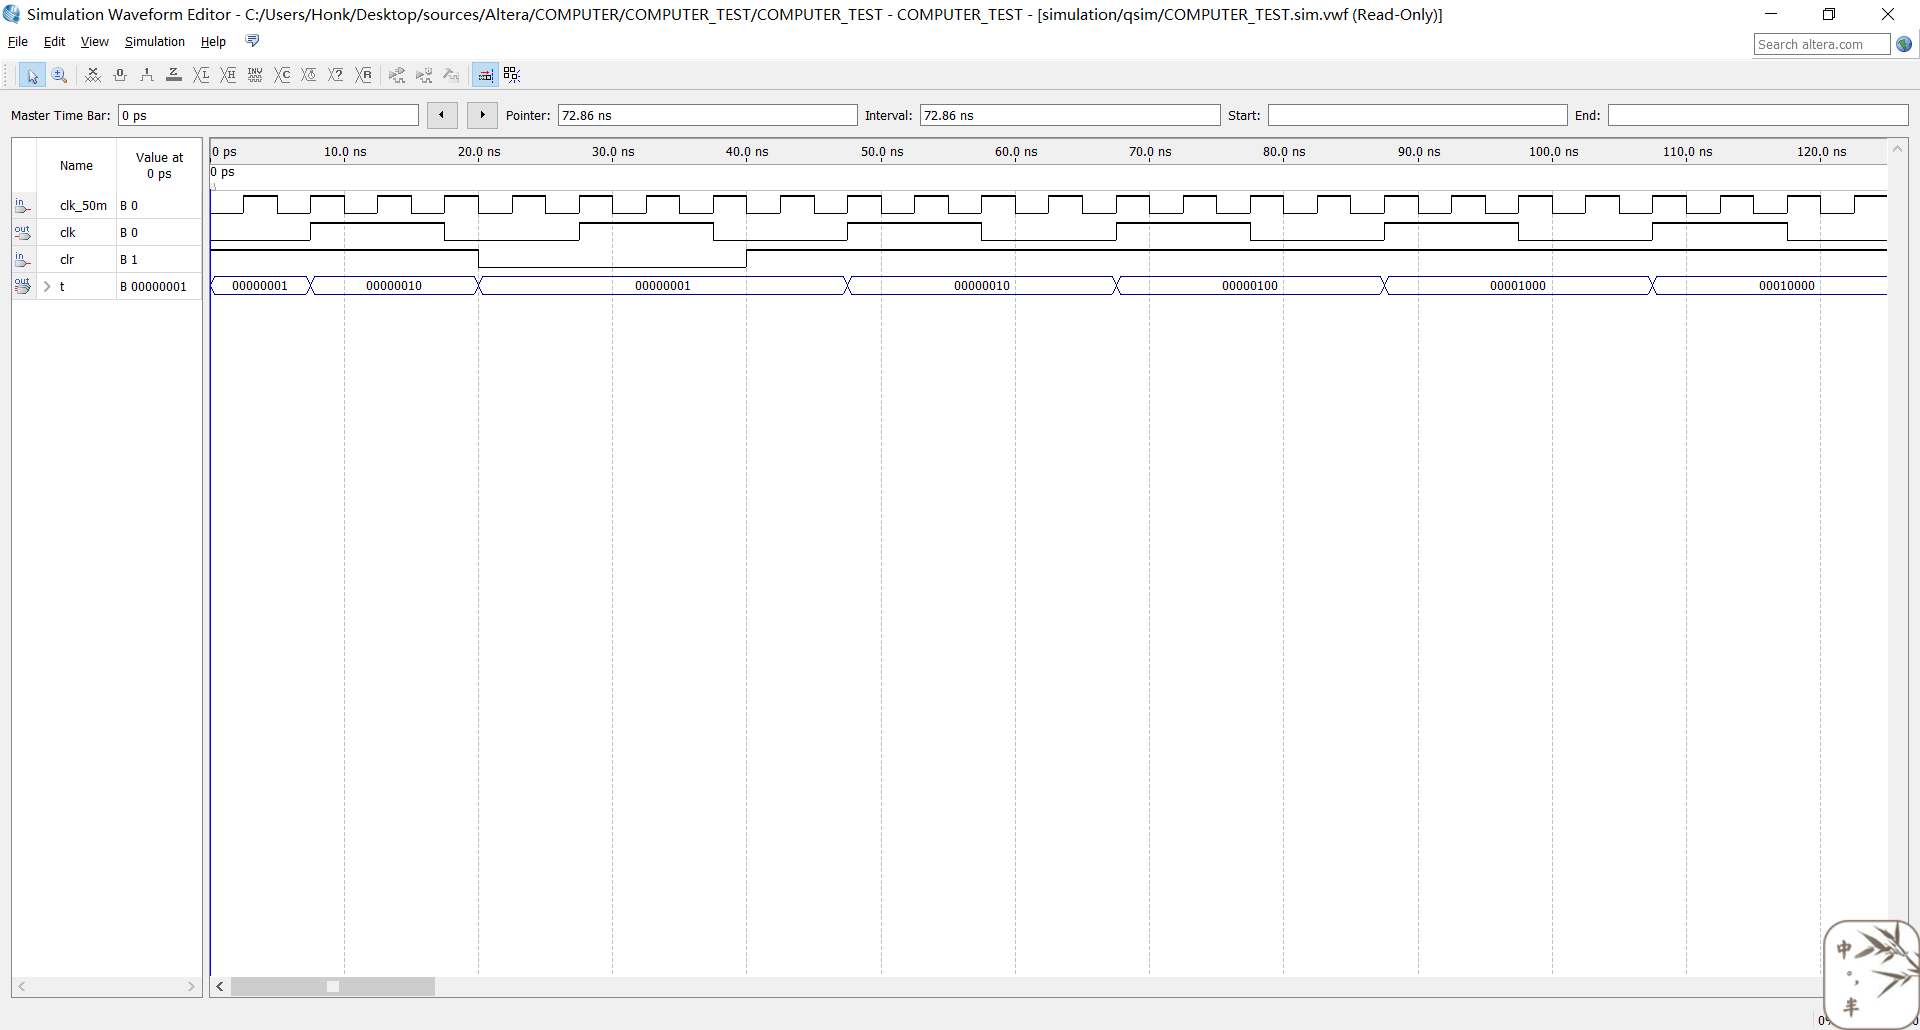 Simulation Waveform Editor - C:/Users/Honk/Desktop/sources/Altera/COMPUTER/COMPUTER_TEST/COMPUTER_TEST - COMPUTER_TEST - [simulation/qsim/COMPUTER_TEST.sim.vwf (Read-Only)]
File Edit View Simulation Help
Search altera.com
Master Time Bar: 0 ps Pointer: 72.86 ns Interval: 72.86 ns Start: End:
Name Value at 0 ps
0 ps 10.0 ns 20.0 ns 30.0 ns 40.0 ns 50.0 ns 60.0 ns 70.0 ns 80.0 ns 90.0 ns 100.0 ns 110.0 ns 120.0 ns
0 ps
in clk_50m B 0
out clk B 0
in clr B 1
out t B 00000001 00000001 00000010 00000001 00000010 00000100 00001000 00010000
中
°,
半